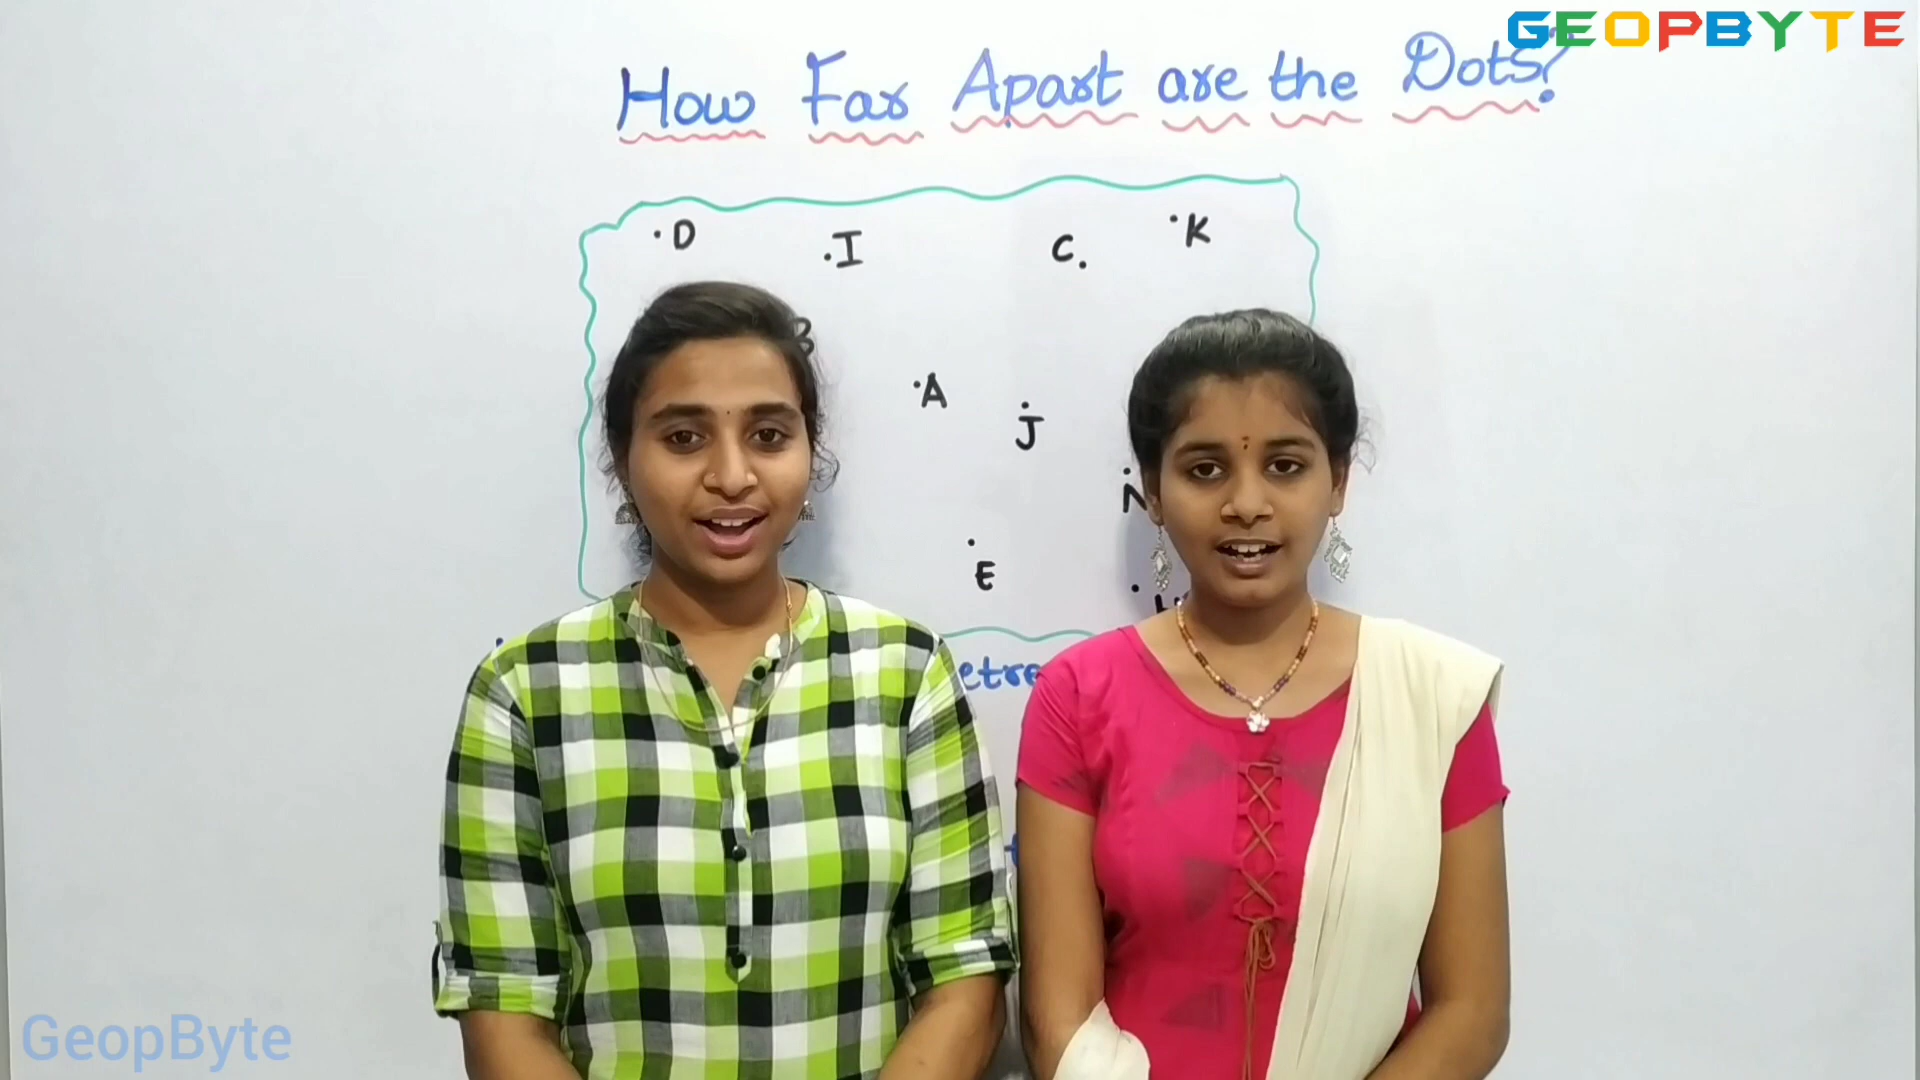 GEOPBYTE
How Far Apart are the Dots?
D I C. K
B
A
J
N
E
GeopByte